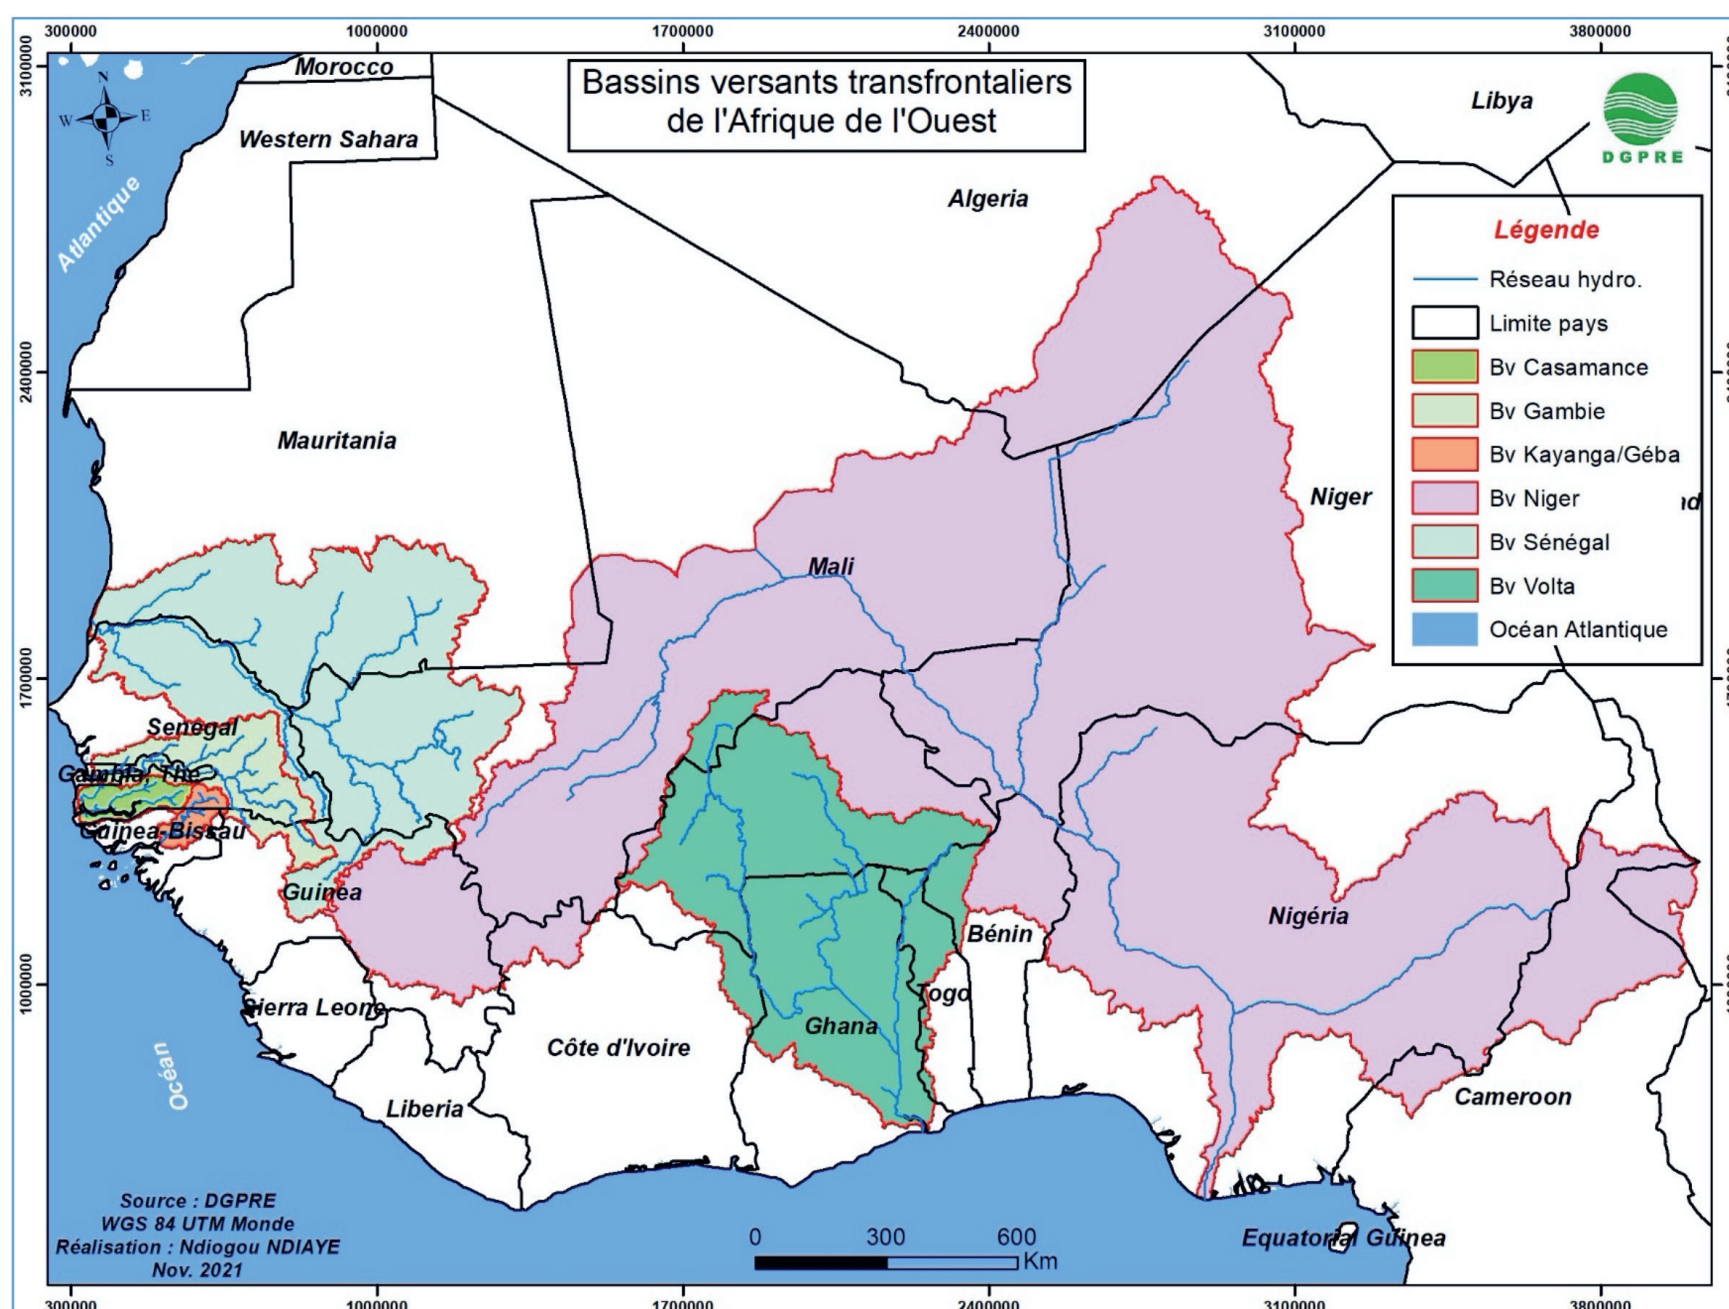 300000 1000000 1700000 2400000 3100000 3800000
3100000
2400000
1700000
1000000
Bassins versants transfrontaliers
de l'Afrique de l'Ouest
N
W E
S
DGPRE
Morocco
Western Sahara
Libya
Algeria
Atlantique
Mauritania
Mali
Niger
Senegal
Gambia, The
Guinea-Bissau
Guinea
Sierra Leone
Liberia
Côte d'Ivoire
Ghana
Togo
Bénin
Nigéria
Cameroon
Equatorial Guinea
Océan
Légende
Réseau hydro.
Limite pays
Bv Casamance
Bv Gambie
Bv Kayanga/Géba
Bv Niger
Bv Sénégal
Bv Volta
Océan Atlantique
Source : DGPRE
WGS 84 UTM Monde
Réalisation : Ndiogou NDIAYE
Nov. 2021
0 300 600
Km
300000 1000000 1700000 2400000 3100000 3800000